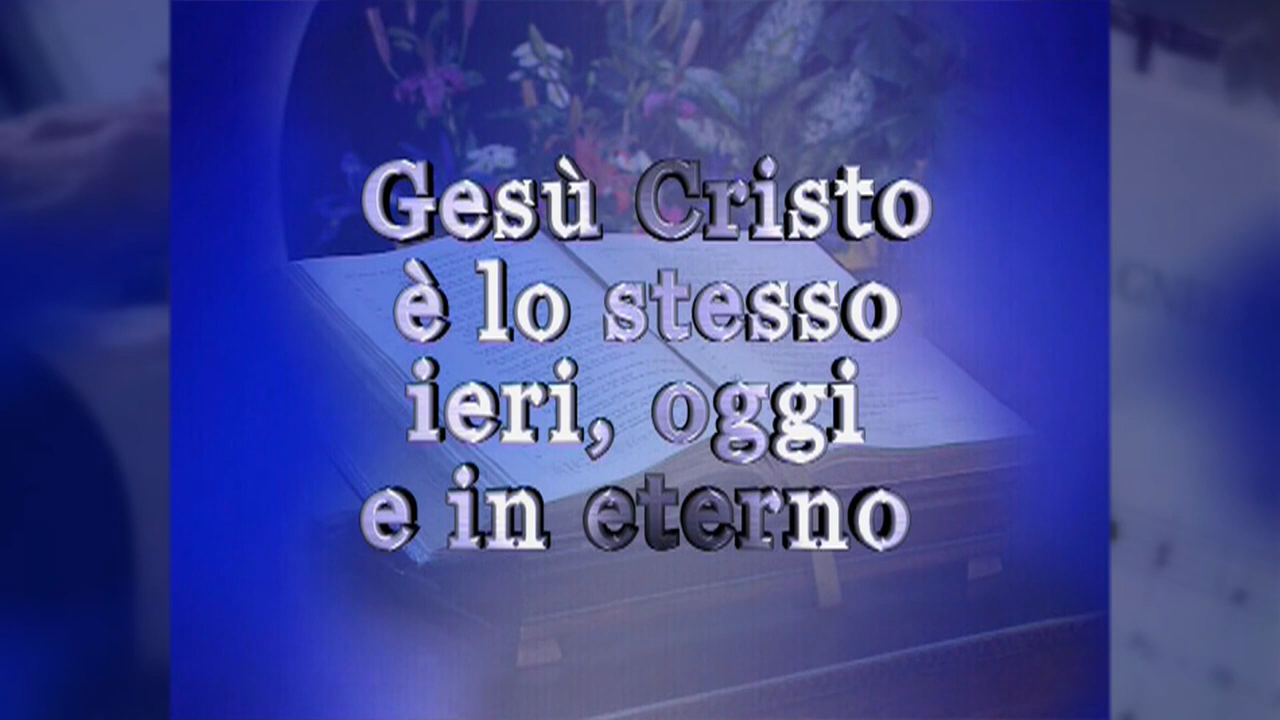 Gesù Cristo
è lo stesso
ieri, oggi
e in eterno